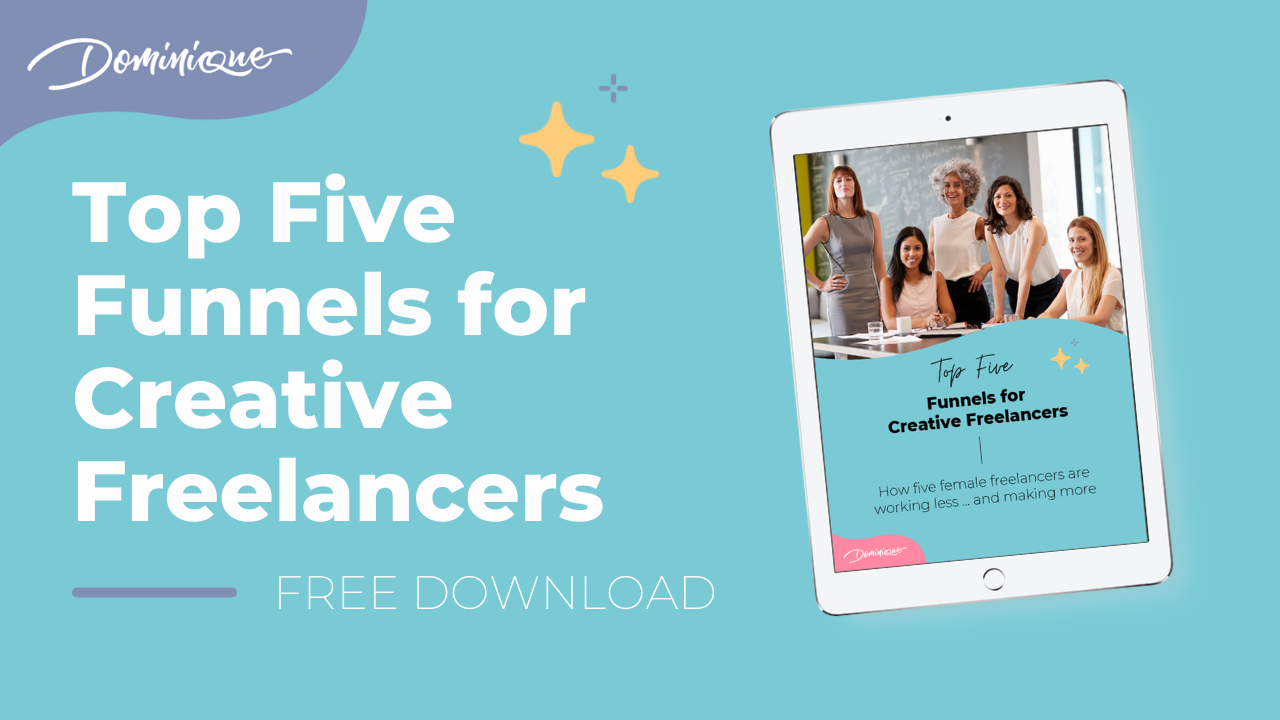 Dominique
Top Five
Funnels for
Creative
Freelancers
FREE DOWNLOAD
Top Five
Funnels for
Creative Freelancers
How five female freelancers are
working less ... and making more
Dominique